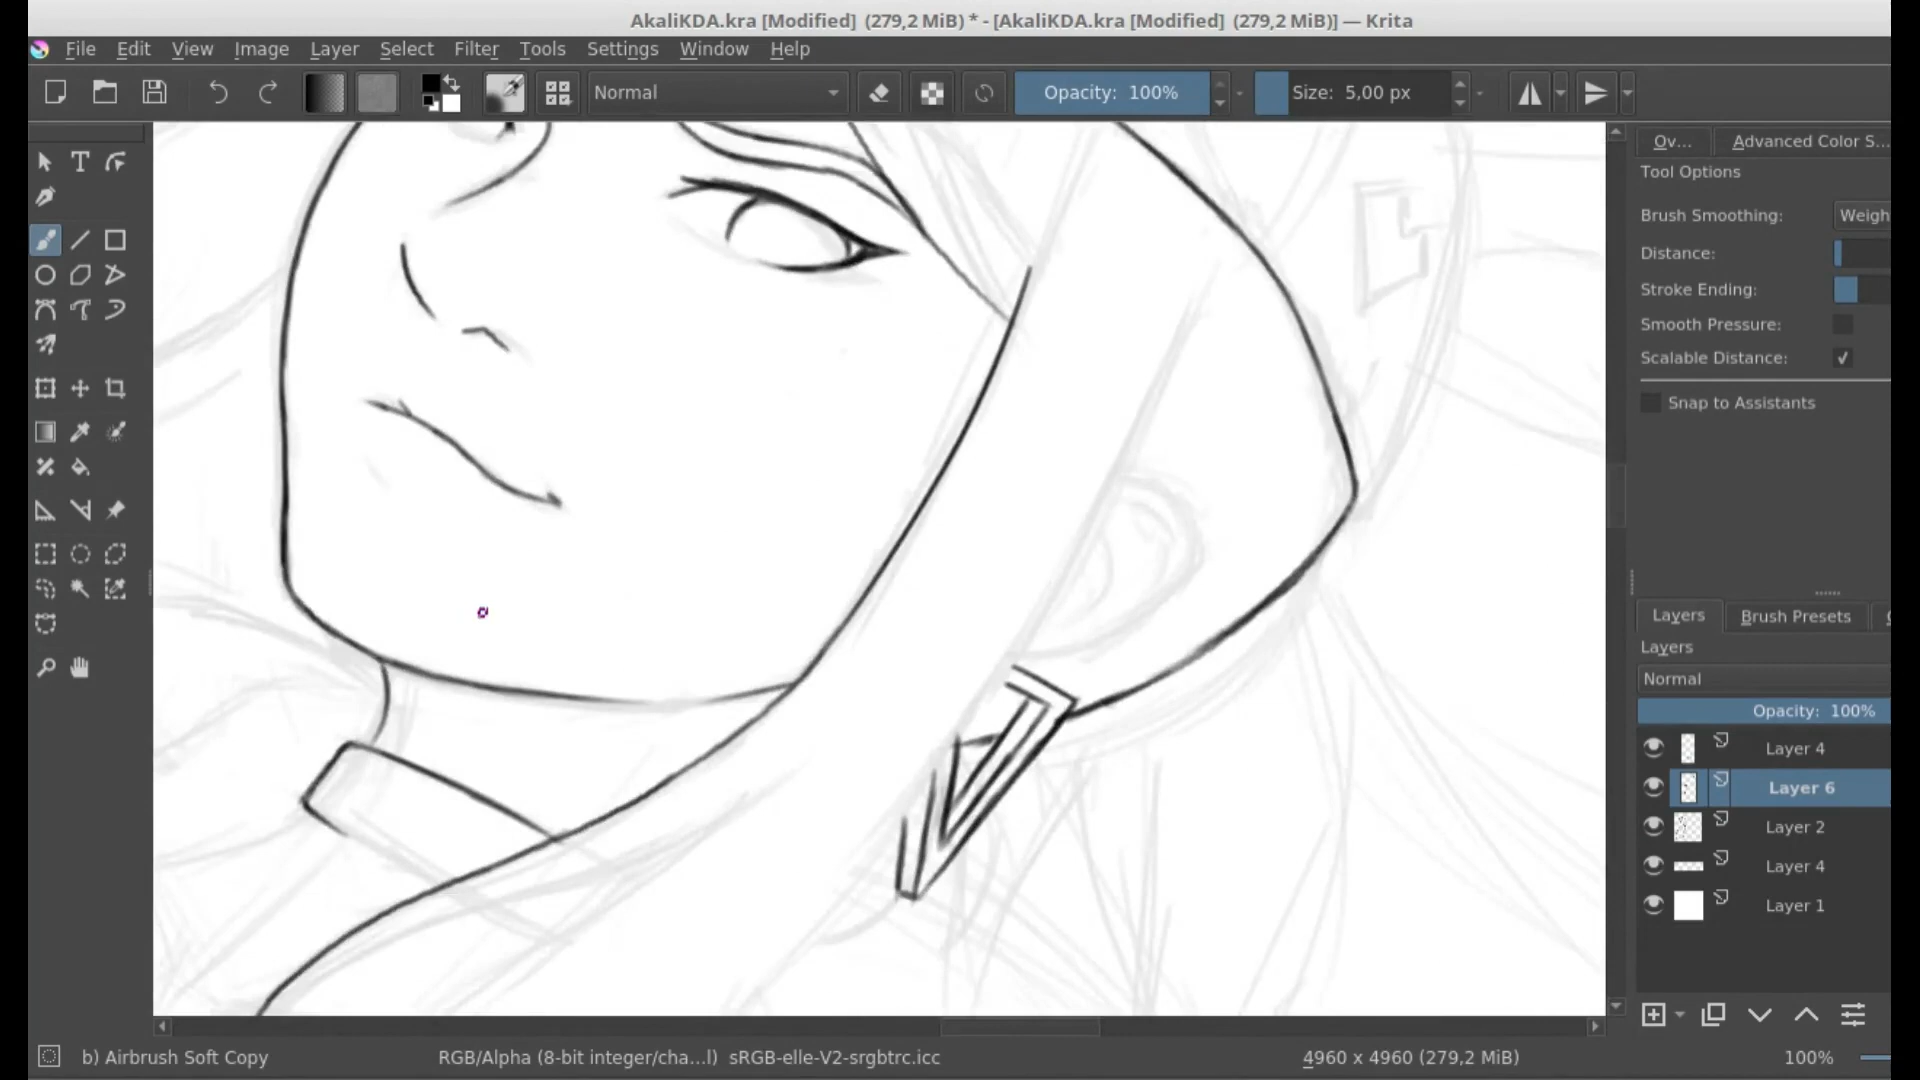 AkaliKDA.kra [Modified] (279,2 MiB) * - [AkaliKDA.kra [Modified] (279,2 MiB)] — Krita
File Edit View Image Layer Select Filter Tools Settings Window Help
Normal Opacity: 100% Size: 5,00 px
Ov... Advanced Color S...
Tool Options
Brush Smoothing: Weigh
Distance:
Stroke Ending:
Smooth Pressure:
Scalable Distance:
Snap to Assistants
Layers Brush Presets
Layers
Normal
Opacity: 100%
Layer 4
Layer 6
Layer 2
Layer 4
Layer 1
b) Airbrush Soft Copy RGB/Alpha (8-bit integer/cha...l) sRGB-elle-V2-srgbtrc.icc 4960 x 4960 (279,2 MiB) 100%